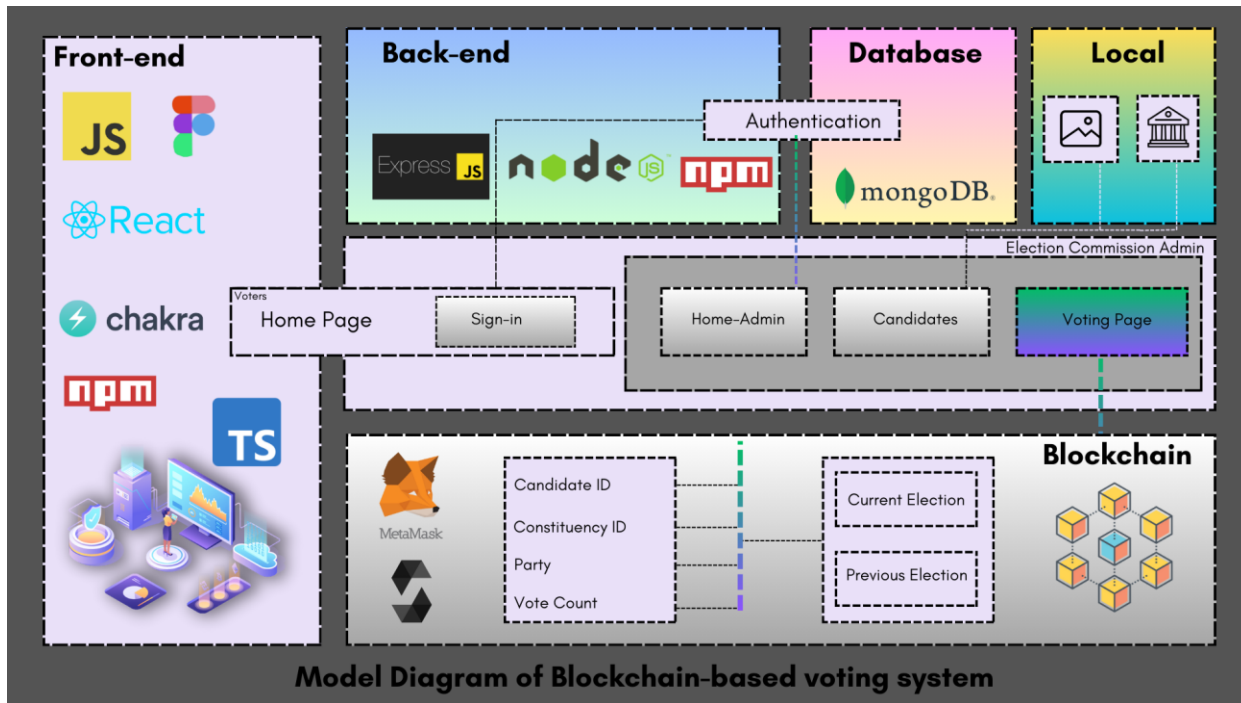 Front-end
JS
React
chakra
npm
TS
Back-end
Express JS
node JS
npm
Database
Authentication
mongoDB
Local
Election Commission Admin
Voters
Home Page
Sign-in
Home-Admin
Candidates
Voting Page
Blockchain
MetaMask
Candidate ID
Constituency ID
Party
Vote Count
Current Election
Previous Election
Model Diagram of Blockchain-based voting system